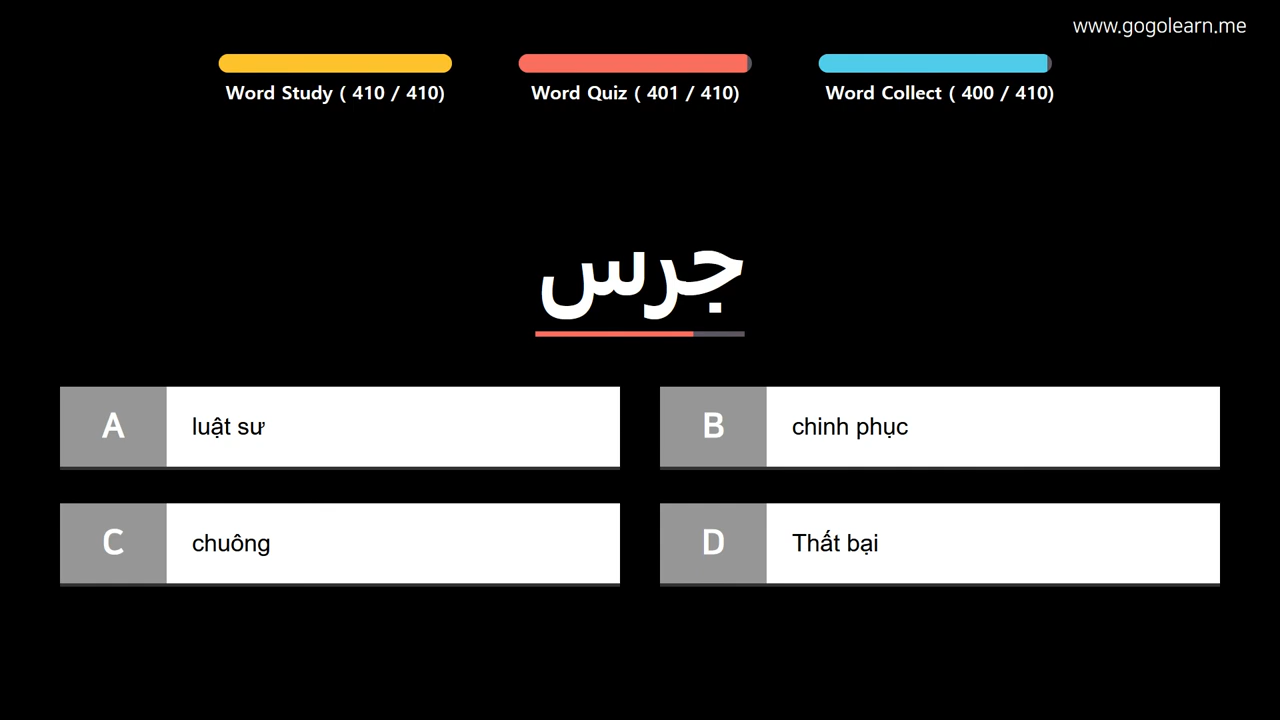 www.gogolearn.me
Word Study ( 410 / 410)
Word Quiz ( 401 / 410)
Word Collect ( 400 / 410)
جرس
A
luật sư
B
chinh phục
C
chuông
D
Thất bại